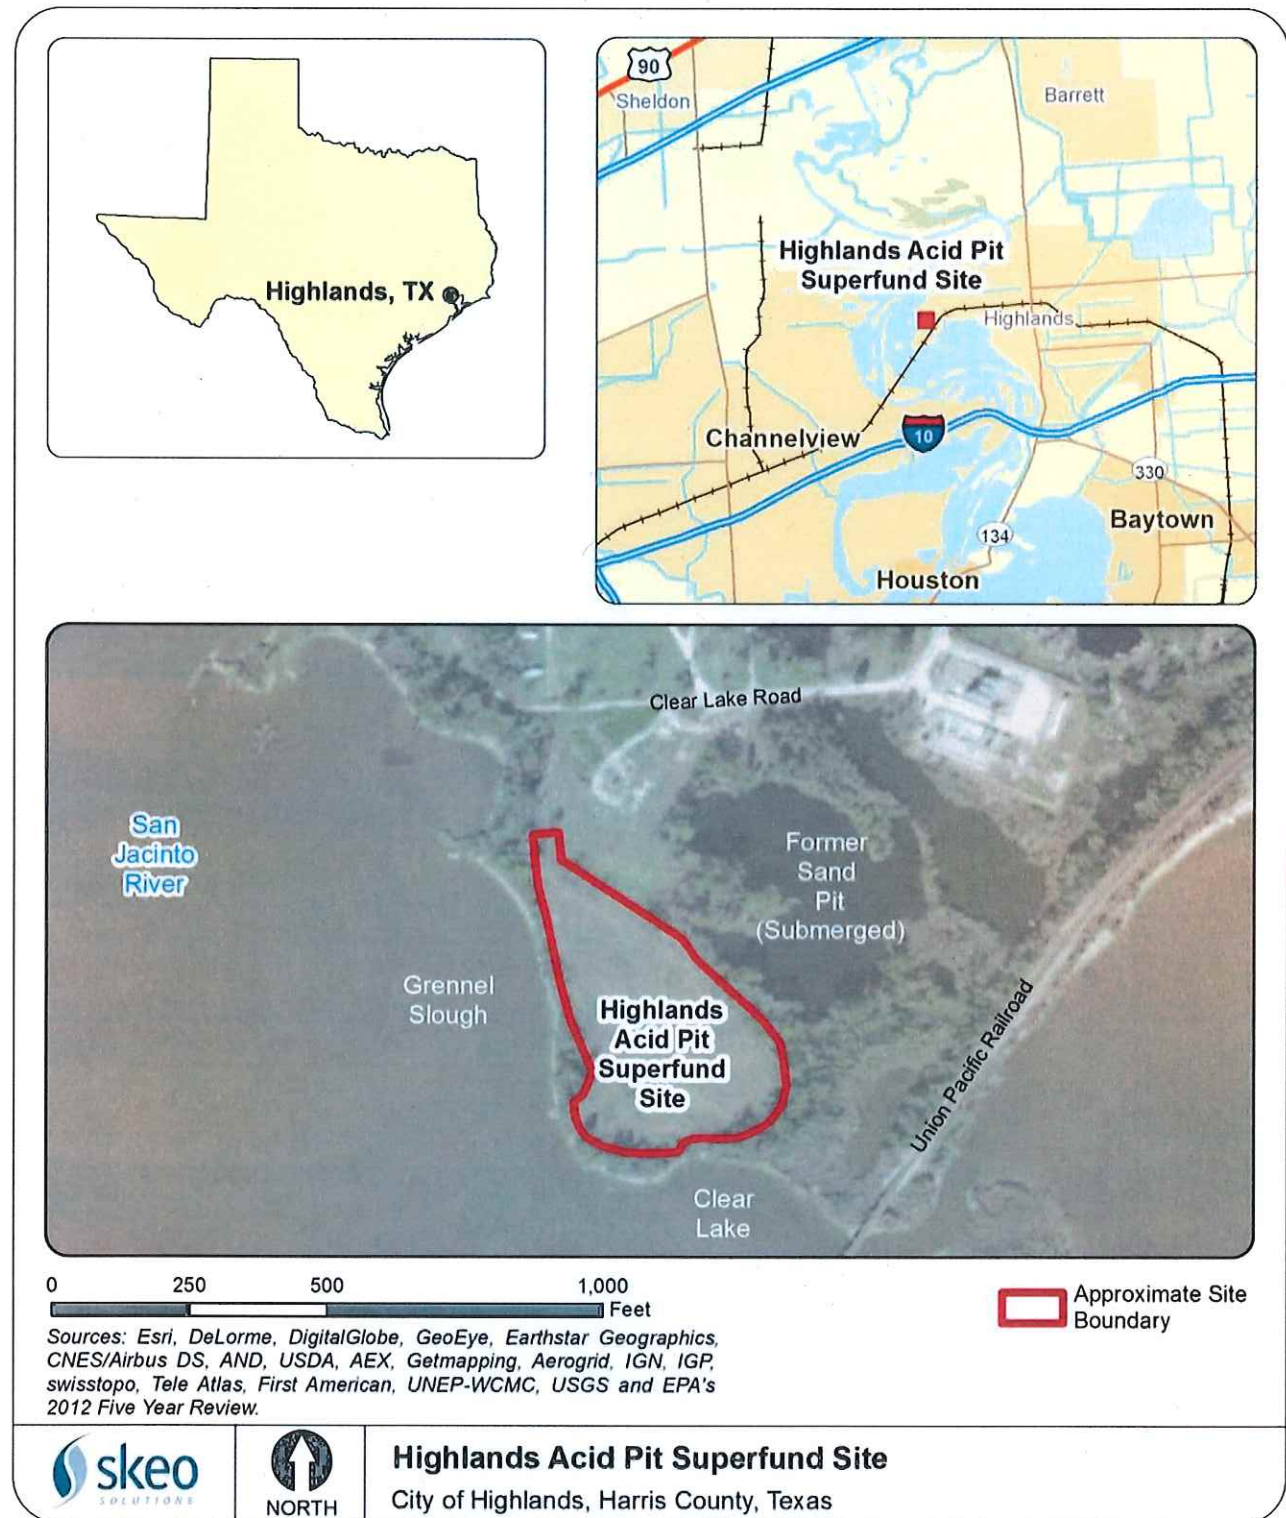 Highlands, TX
90
Sheldon
Barrett
Highlands Acid Pit
Superfund Site
Highlands
Channelview
10
330
Baytown
134
Houston
Clear Lake Road
San
Jacinto
River
Former
Sand
Pit
(Submerged)
Grennel
Slough
Highlands
Acid Pit
Superfund
Site
Union Pacific Railroad
Clear
Lake
0 250 500 1,000
Feet
Approximate Site
Boundary
Sources: Esri, DeLorme, DigitalGlobe, GeoEye, Earthstar Geographics,
CNES/Airbus DS, AND, USDA, AEX, Getmapping, Aerogrid, IGN, IGP,
swisstopo, Tele Atlas, First American, UNEP-WCMC, USGS and EPA's
2012 Five Year Review.
skeo
SOLUTIONS
NORTH
Highlands Acid Pit Superfund Site
City of Highlands, Harris County, Texas